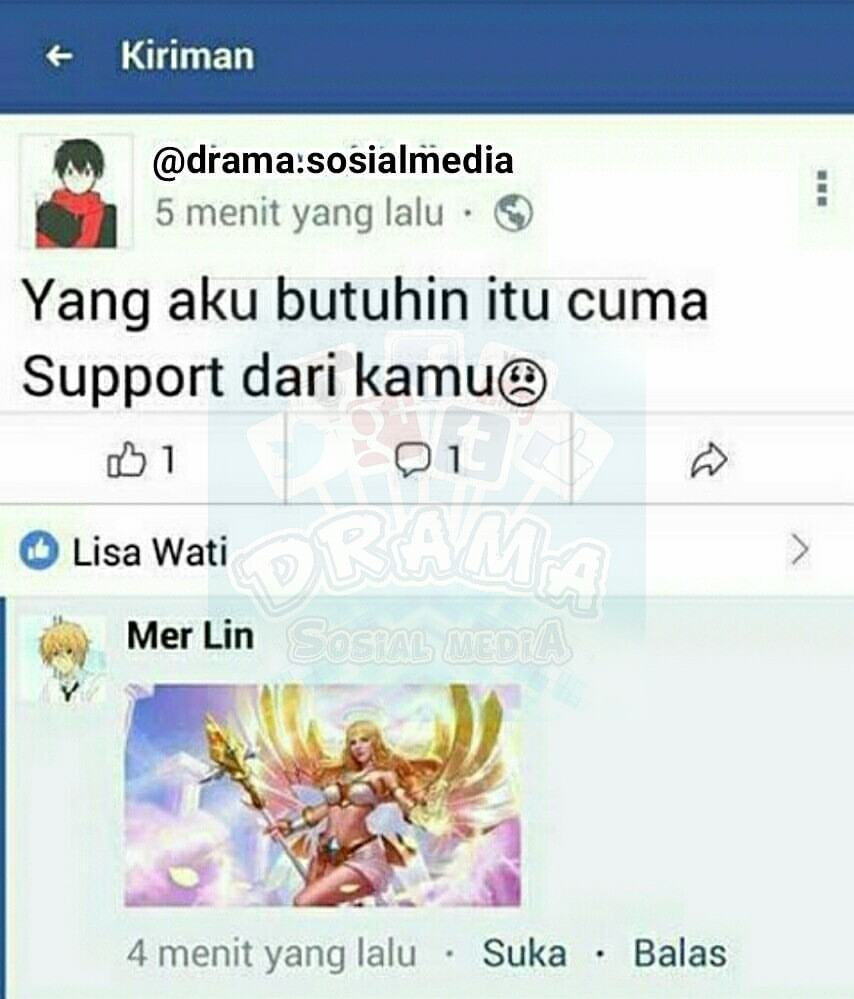 Kiriman
@drama.sosialmedia
5 menit yang lalu ·
Yang aku butuhin itu cuma
Support dari kamu😞
1
1
Lisa Wati
DRAMA
SOSIAL MEDIA
Mer Lin
4 menit yang lalu · Suka · Balas